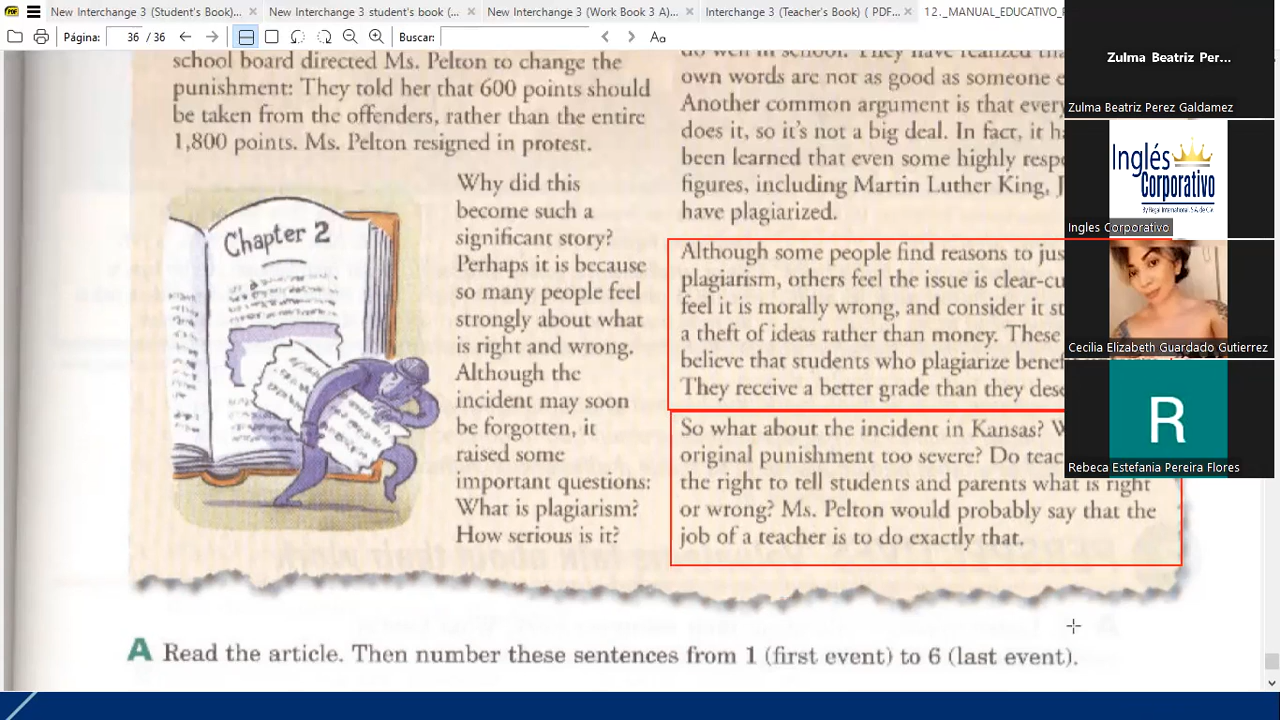 New Interchange 3 (Student's Book)...
New Interchange 3 student's book (...
New Interchange 3 (Work Book 3 A)...
Interchange 3 (Teacher's Book) ( PDF...
12._MANUAL_EDUCATIVO_
Página: 36 / 36
Buscar:
Aa
school board directed Ms. Pelton to change the
punishment: They told her that 600 points should
be taken from the offenders, rather than the entire
1,800 points. Ms. Pelton resigned in protest.
Why did this
become such a
significant story?
Perhaps it is because
so many people feel
strongly about what
is right and wrong.
Although the
incident may soon
be forgotten, it
raised some
important questions:
What is plagiarism?
How serious is it?
Chapter 2
do well in school. They have realized
own words are not as good as someone
Another common argument is that
does it, so it's not a big deal. In fact, it
been learned that even some highly
figures, including Martin Luther King,
have plagiarized.
Although some people find reasons to
plagiarism, others feel the issue is
feel it is morally wrong, and consider it
a theft of ideas rather than money. These
believe that students who plagiarize
They receive a better grade than they
So what about the incident in Kansas?
original punishment too severe? Do
the right to tell students and parents what is right
or wrong? Ms. Pelton would probably say that the
job of a teacher is to do exactly that.
A Read the article. Then number these sentences from 1 (first event) to 6 (last event).
Zulma Beatriz Per...
Zulma Beatriz Perez Galdamez
Inglés
Corporativo
Ingles Corporativo
Cecilia Elizabeth Guardado Gutierrez
R
Rebeca Estefania Pereira Flores